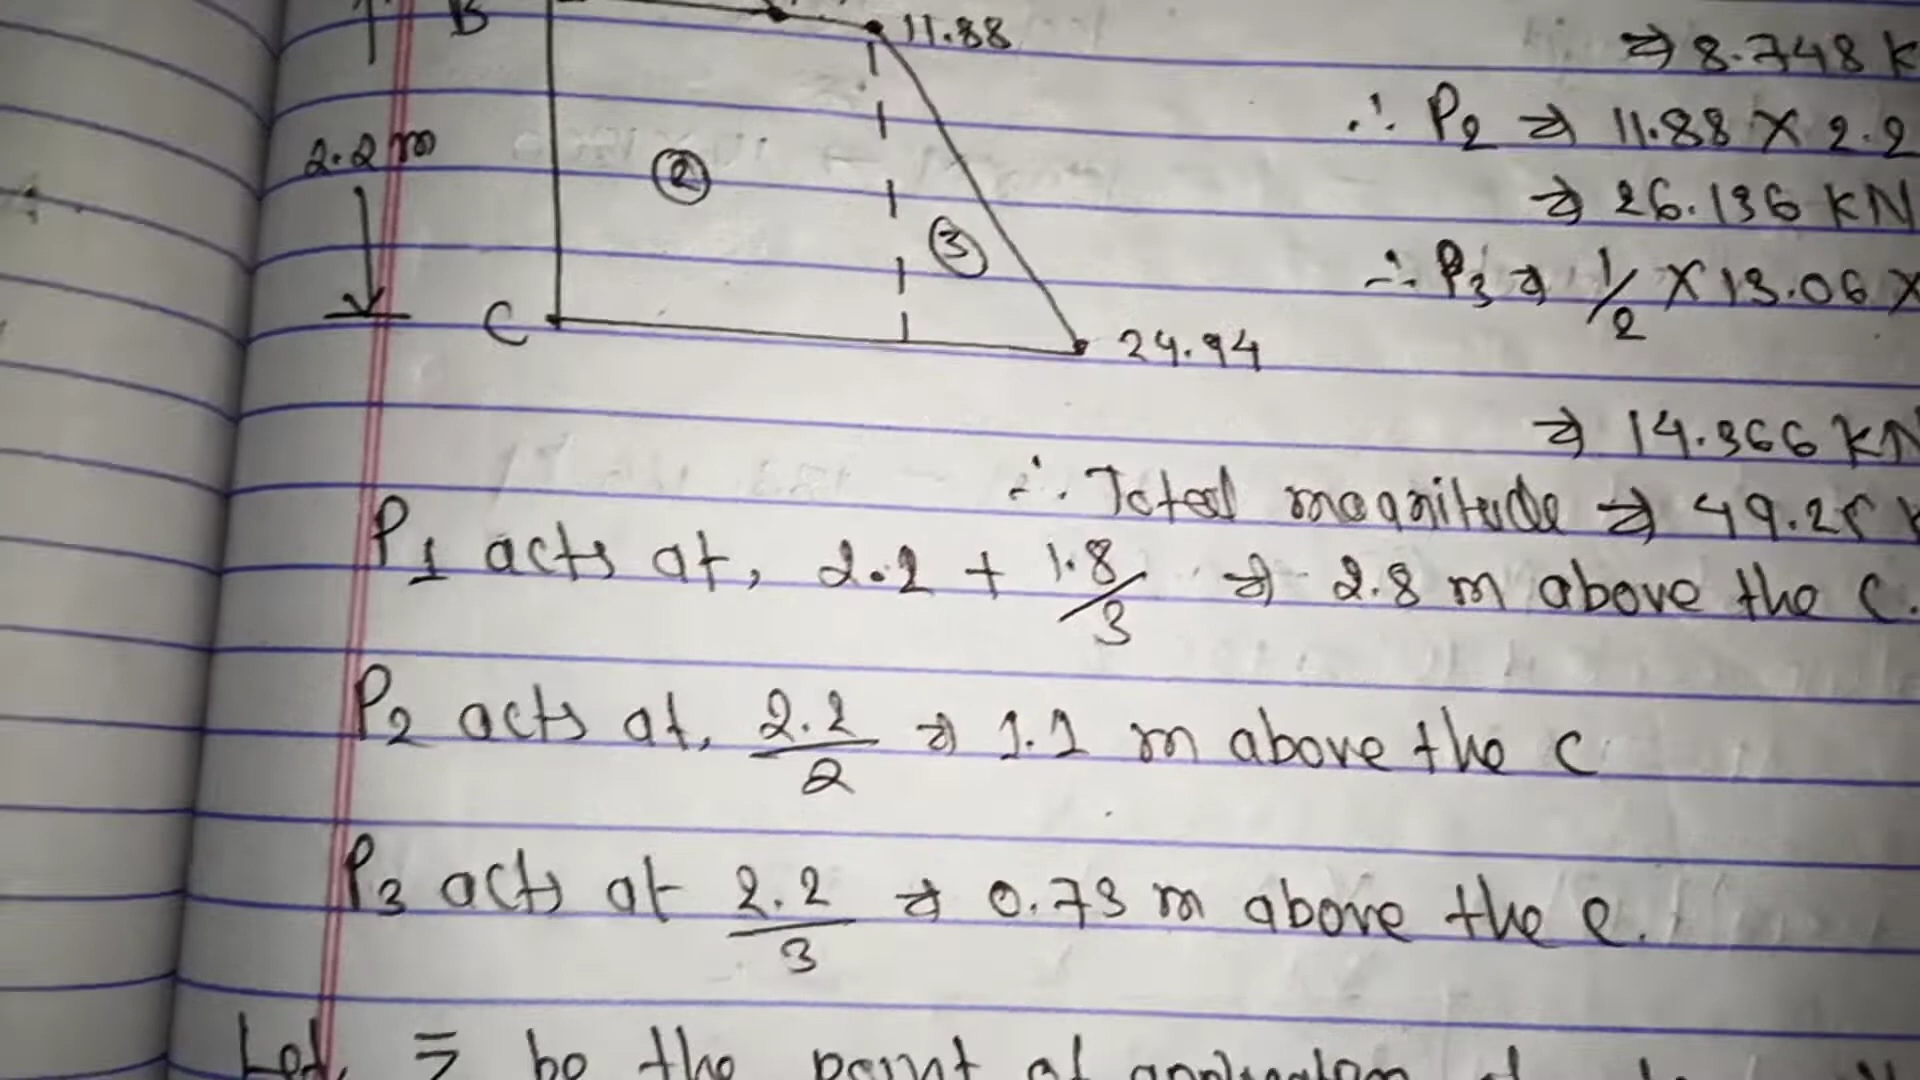 B
11.88
⇒ 8.748 K
2.2 m
∴ P2 ⇒ 11.88 X 2.2
②
⇒ 26.136 KN
③
∴ P3 ⇒ 1/2 X 13.06 X
C
24.94
⇒ 14.366 KN
∴ Total magnitude ⇒ 49.25 K
P1 acts at, 2.2 + 1.8/3 ⇒ 2.8 m above the C.
P2 acts at, 2.2/2 ⇒ 1.1 m above the C
P3 acts at 2.2/3 ⇒ 0.73 m above the C.
Let, z̄ be the point of application of